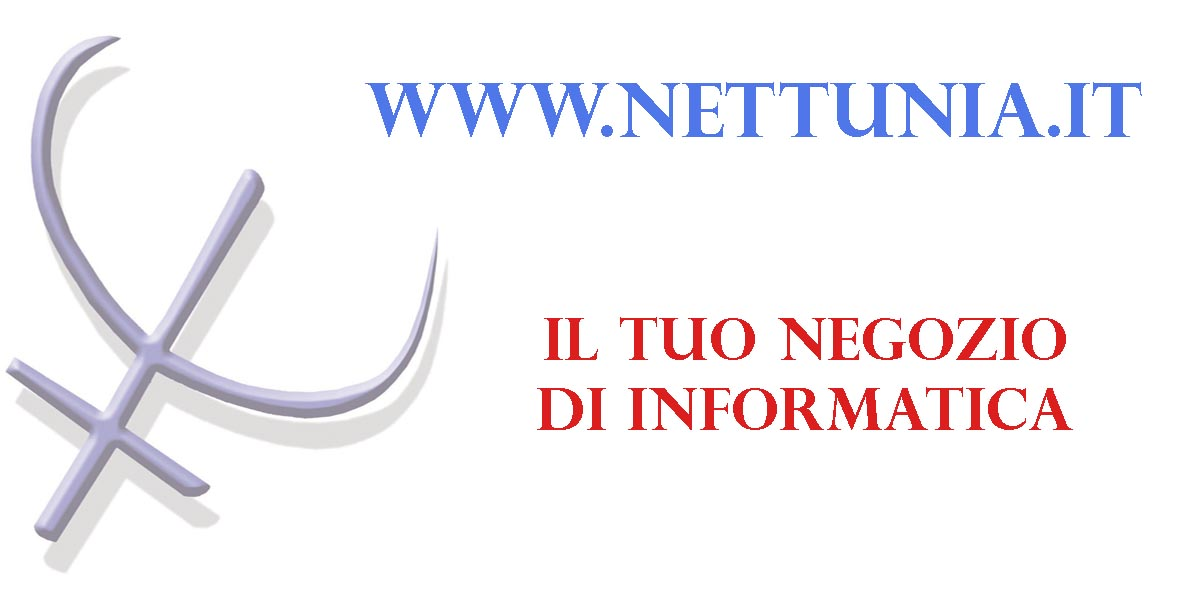 WWW.NETTUNIA.IT
IL TUO NEGOZIO
DI INFORMATICA